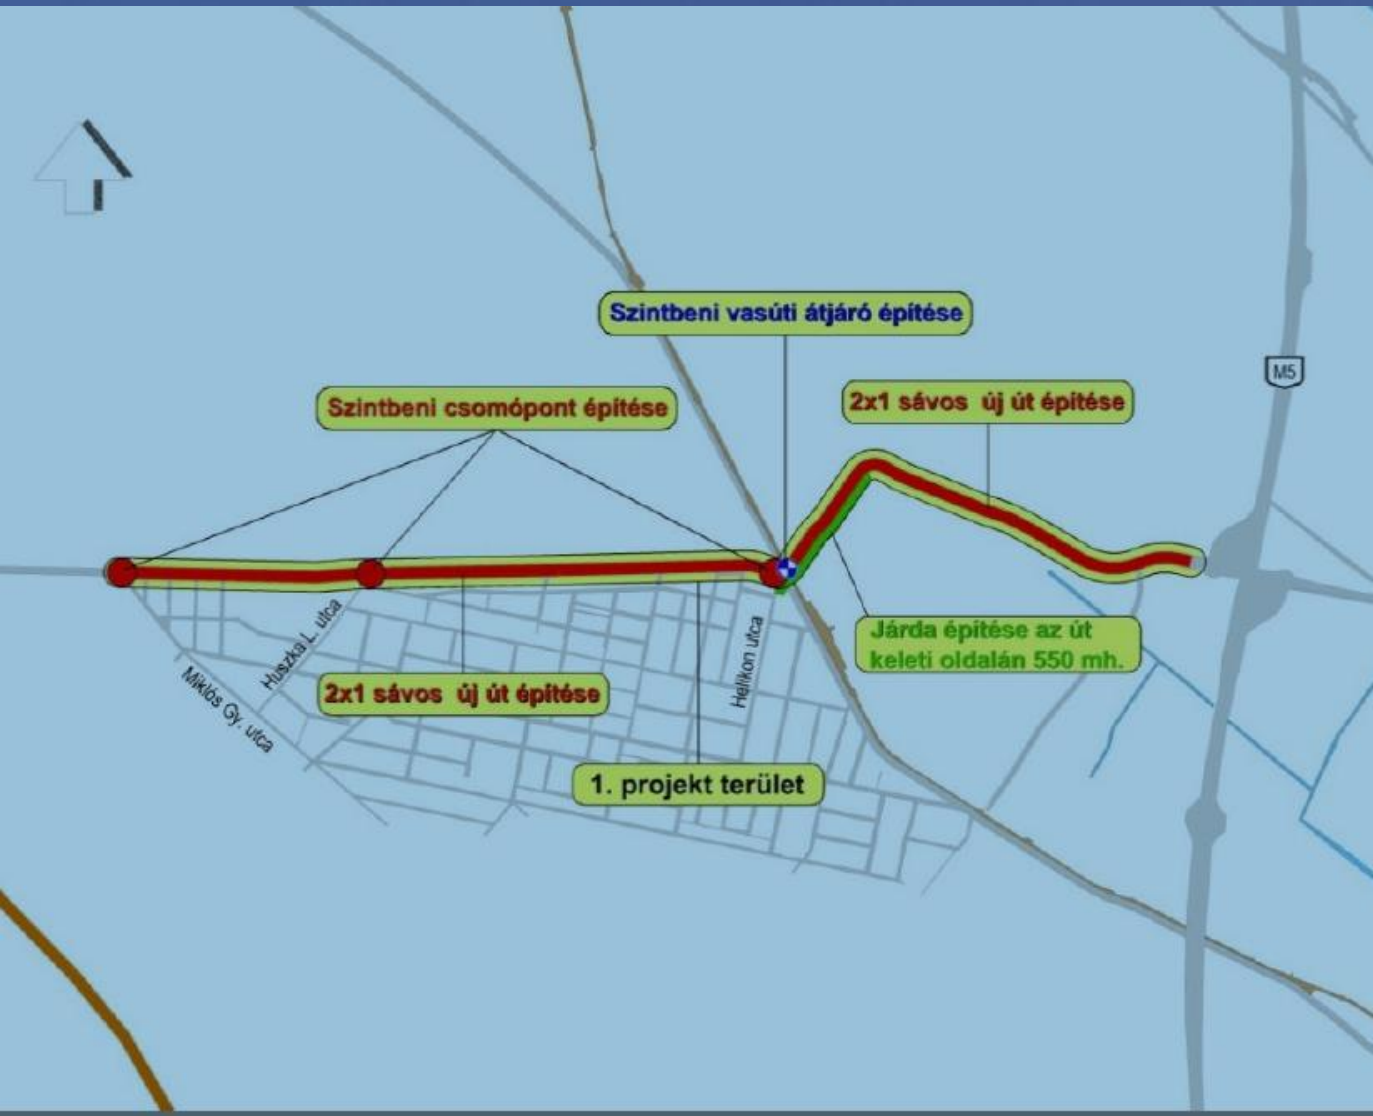 Szintbeni vasúti átjáró építése
M5
Szintbeni csomópont építése
2x1 sávos új út építése
Huszka L. utca
Helikon utca
Járda építése az út
keleti oldalán 550 mh.
Miklós Gy. utca
2x1 sávos új út építése
1. projekt terület